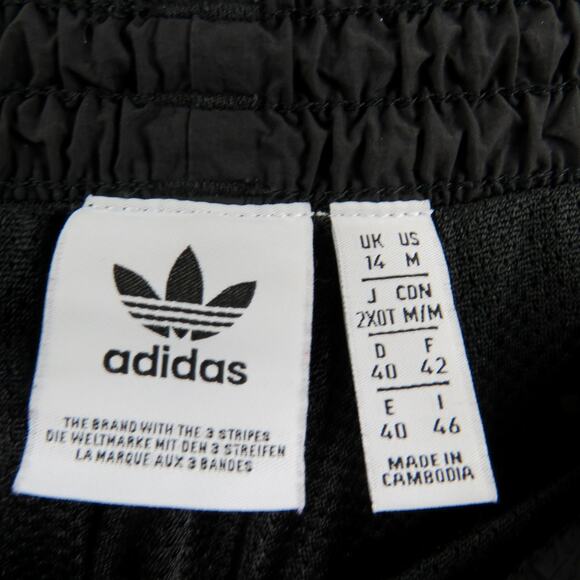 adidas
THE BRAND WITH THE 3 STRIPES
DIE WELTMARKE MIT DEN 3 STREIFEN
LA MARQUE AUX 3 BANDES
UK US
14 M
J CDN
2XOT M/M
D F
40 42
E I
40 46
MADE IN
CAMBODIA